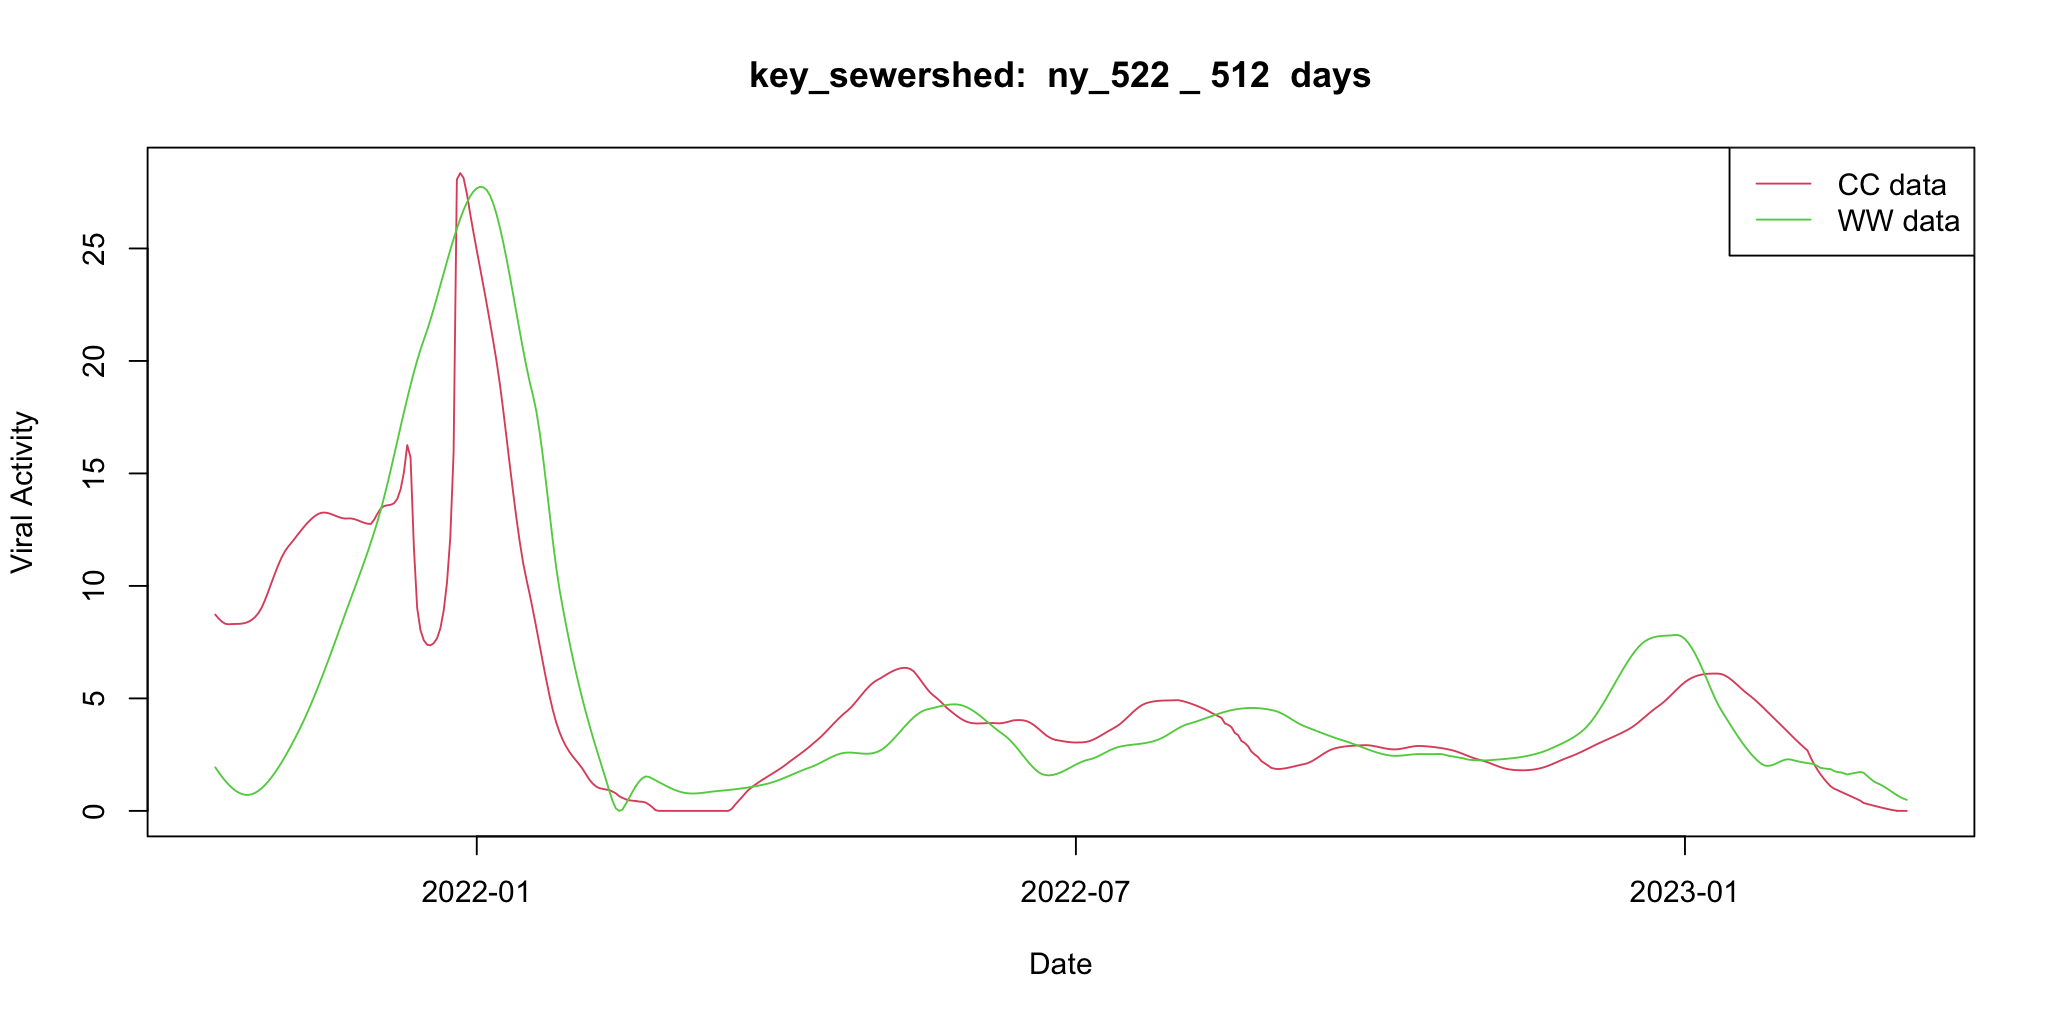 key_sewershed:  ny_522 _ 512  days
CC data
WW data
Viral Activity
25
20
15
10
5
0
2022-01
2022-07
2023-01
Date